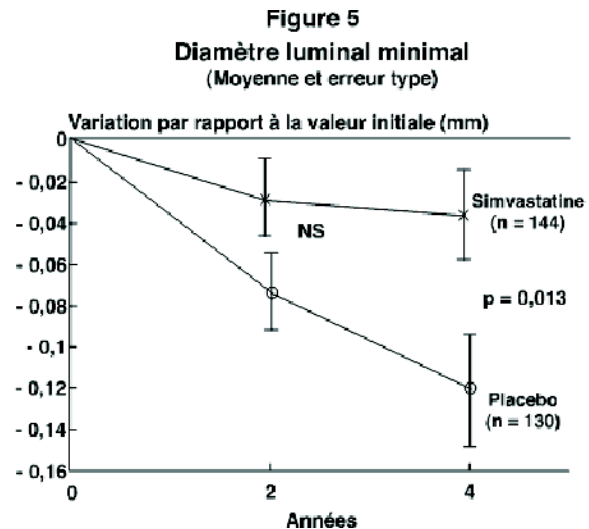 Figure 5
Diamètre luminal minimal
(Moyenne et erreur type)
Variation par rapport à la valeur initiale (mm)
0
- 0,02
- 0,04
- 0,06
- 0,08
- 0,1
- 0,12
- 0,14
- 0,16
Simvastatine
(n = 144)
NS
p = 0,013
Placebo
(n = 130)
0
2
4
Années